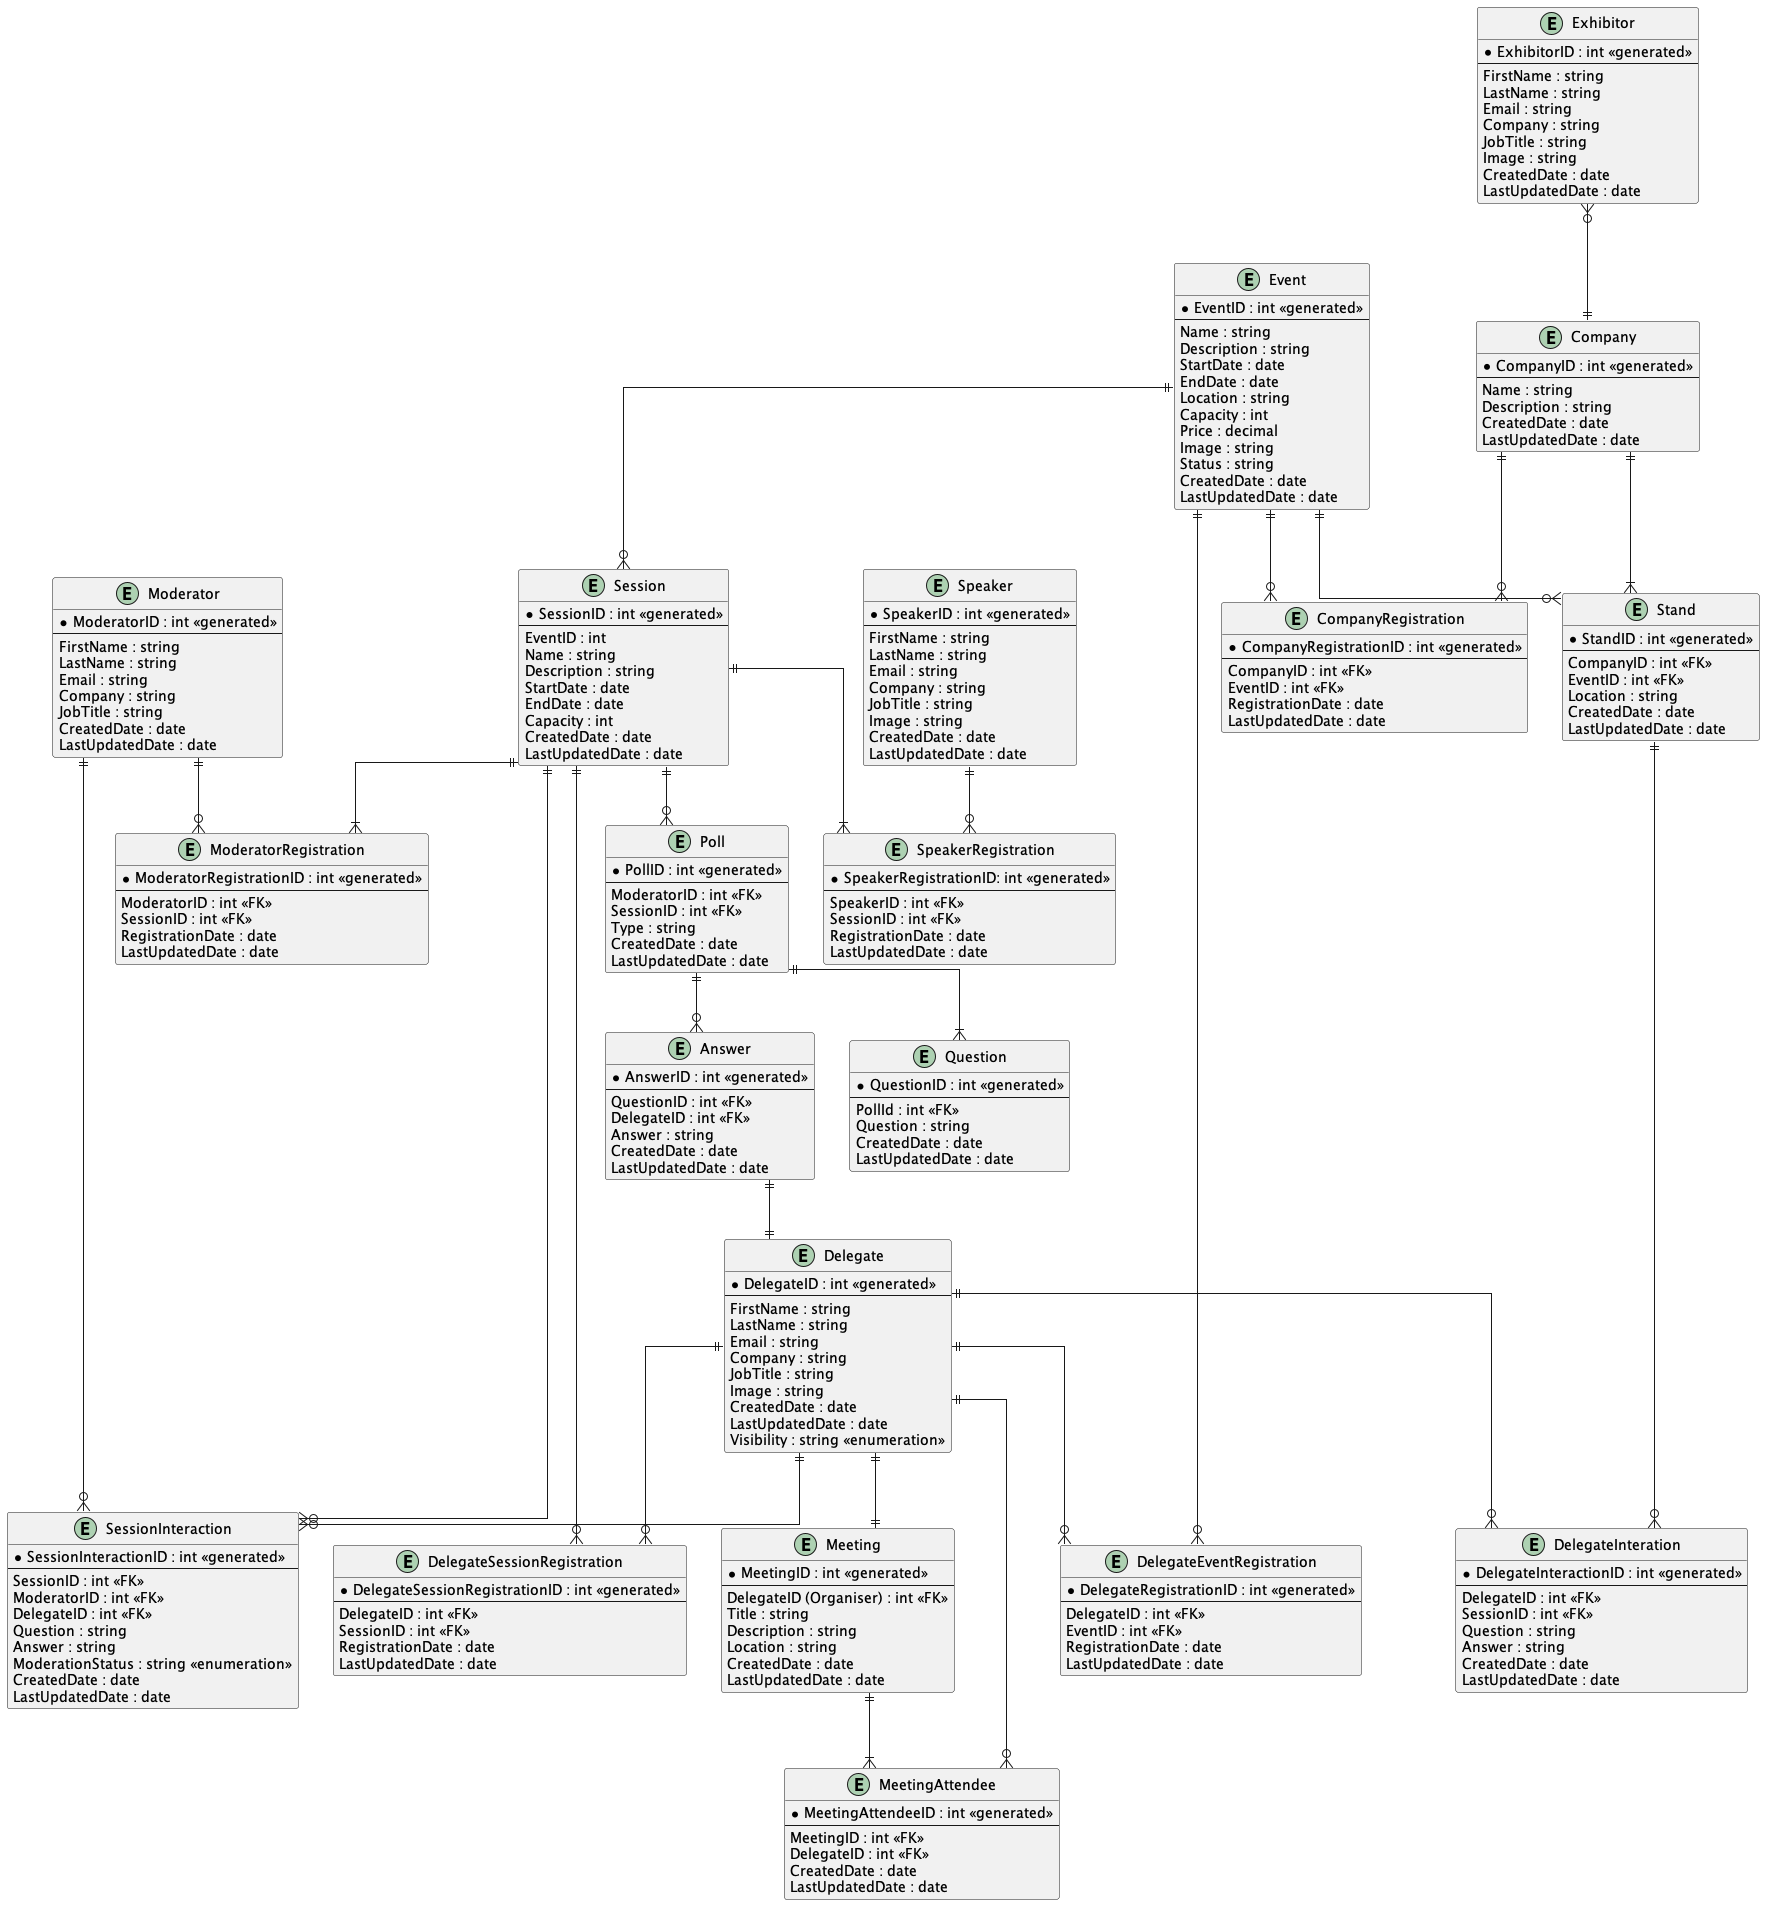 E Exhibitor
* ExhibitorID : int «generated»
FirstName : string
LastName : string
Email : string
Company : string
JobTitle : string
Image : string
CreatedDate : date
LastUpdatedDate : date
E Event
* EventID : int «generated»
Name : string
Description : string
StartDate : date
EndDate : date
Location : string
Capacity : int
Price : decimal
Image : string
Status : string
CreatedDate : date
LastUpdatedDate : date
E Company
* CompanyID : int «generated»
Name : string
Description : string
CreatedDate : date
LastUpdatedDate : date
E Moderator
* ModeratorID : int «generated»
FirstName : string
LastName : string
Email : string
Company : string
JobTitle : string
CreatedDate : date
LastUpdatedDate : date
E Session
* SessionID : int «generated»
EventID : int
Name : string
Description : string
StartDate : date
EndDate : date
Capacity : int
CreatedDate : date
LastUpdatedDate : date
E Speaker
* SpeakerID : int «generated»
FirstName : string
LastName : string
Email : string
Company : string
JobTitle : string
Image : string
CreatedDate : date
LastUpdatedDate : date
E CompanyRegistration
* CompanyRegistrationID : int «generated»
CompanyID : int «FK»
EventID : int «FK»
RegistrationDate : date
LastUpdatedDate : date
E Stand
* StandID : int «generated»
CompanyID : int «FK»
EventID : int «FK»
Location : string
CreatedDate : date
LastUpdatedDate : date
E ModeratorRegistration
* ModeratorRegistrationID : int «generated»
ModeratorID : int «FK»
SessionID : int «FK»
RegistrationDate : date
LastUpdatedDate : date
E Poll
* PollID : int «generated»
ModeratorID : int «FK»
SessionID : int «FK»
Type : string
CreatedDate : date
LastUpdatedDate : date
E SpeakerRegistration
* SpeakerRegistrationID: int «generated»
SpeakerID : int «FK»
SessionID : int «FK»
RegistrationDate : date
LastUpdatedDate : date
E Answer
* AnswerID : int «generated»
QuestionID : int «FK»
DelegateID : int «FK»
Answer : string
CreatedDate : date
LastUpdatedDate : date
E Question
* QuestionID : int «generated»
PollId : int «FK»
Question : string
CreatedDate : date
LastUpdatedDate : date
E Delegate
* DelegateID : int «generated»
FirstName : string
LastName : string
Email : string
Company : string
JobTitle : string
Image : string
CreatedDate : date
LastUpdatedDate : date
Visibility : string «enumeration»
E SessionInteraction
* SessionInteractionID : int «generated»
SessionID : int «FK»
ModeratorID : int «FK»
DelegateID : int «FK»
Question : string
Answer : string
ModerationStatus : string «enumeration»
CreatedDate : date
LastUpdatedDate : date
E DelegateSessionRegistration
* DelegateSessionRegistrationID : int «generated»
DelegateID : int «FK»
SessionID : int «FK»
RegistrationDate : date
LastUpdatedDate : date
E Meeting
* MeetingID : int «generated»
DelegateID (Organiser) : int «FK»
Title : string
Description : string
Location : string
CreatedDate : date
LastUpdatedDate : date
E DelegateEventRegistration
* DelegateRegistrationID : int «generated»
DelegateID : int «FK»
EventID : int «FK»
RegistrationDate : date
LastUpdatedDate : date
E DelegateInteration
* DelegateInteractionID : int «generated»
DelegateID : int «FK»
SessionID : int «FK»
Question : string
Answer : string
CreatedDate : date
LastUpdatedDate : date
E MeetingAttendee
* MeetingAttendeeID : int «generated»
MeetingID : int «FK»
DelegateID : int «FK»
CreatedDate : date
LastUpdatedDate : date